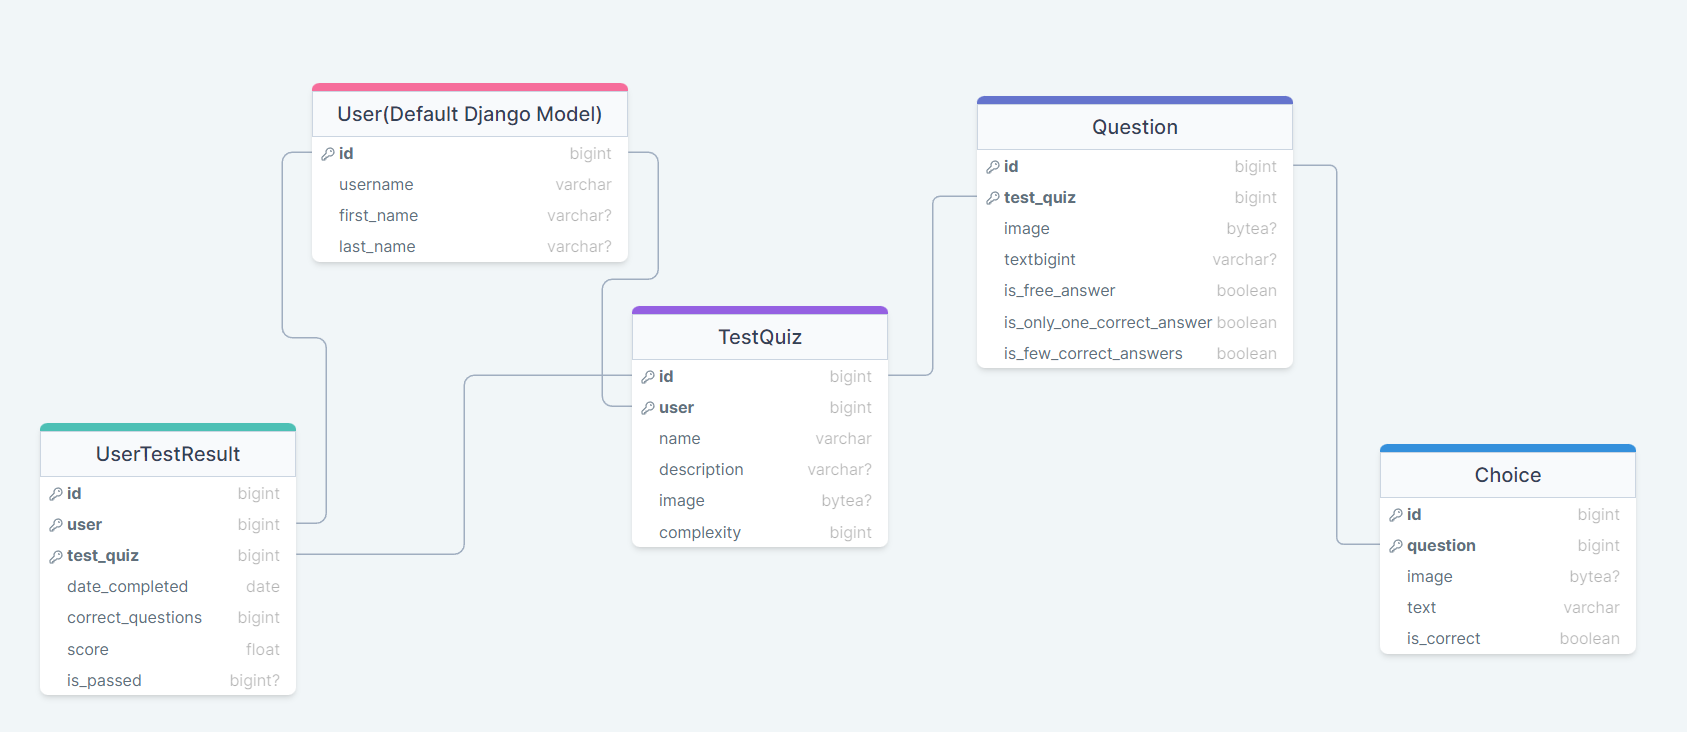 User(Default Django Model)
id bigint
username varchar
first_name varchar?
last_name varchar?
Question
id bigint
test_quiz bigint
image bytea?
textbigint varchar?
is_free_answer boolean
is_only_one_correct_answer boolean
is_few_correct_answers boolean
TestQuiz
id bigint
user bigint
name varchar
description varchar?
image bytea?
complexity bigint
UserTestResult
id bigint
user bigint
test_quiz bigint
date_completed date
correct_questions bigint
score float
is_passed bigint?
Choice
id bigint
question bigint
image bytea?
text varchar
is_correct boolean